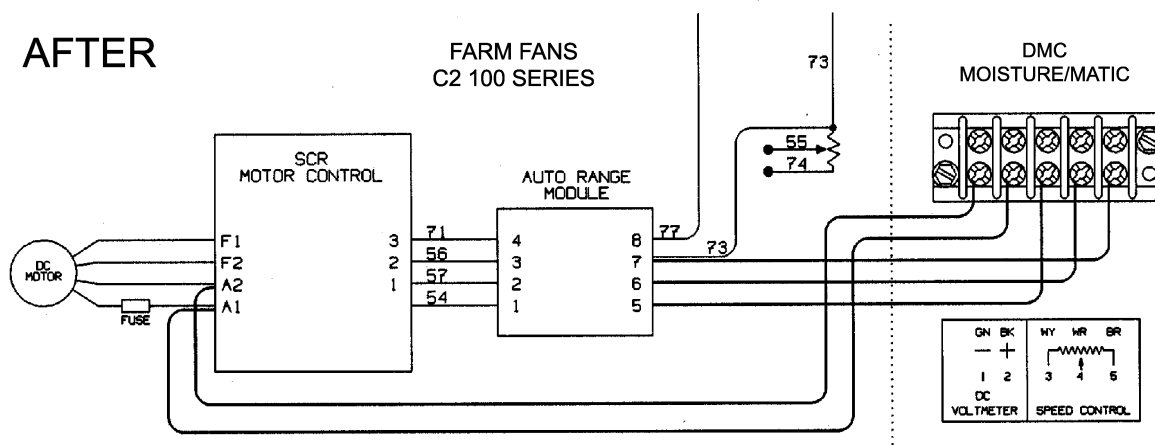 AFTER
FARM FANS
C2 100 SERIES
DMC
MOISTURE/MATIC
73
55
74
SCR
MOTOR CONTROL
AUTO RANGE
MODULE
DC
MOTOR
FUSE
F1
F2
A2
A1
3
2
1
71
56
57
54
4
3
2
1
8
7
6
5
77
73
GN BK
— +
1 2
DC
VOLTMETER
WY WR BR
3 4 5
SPEED CONTROL